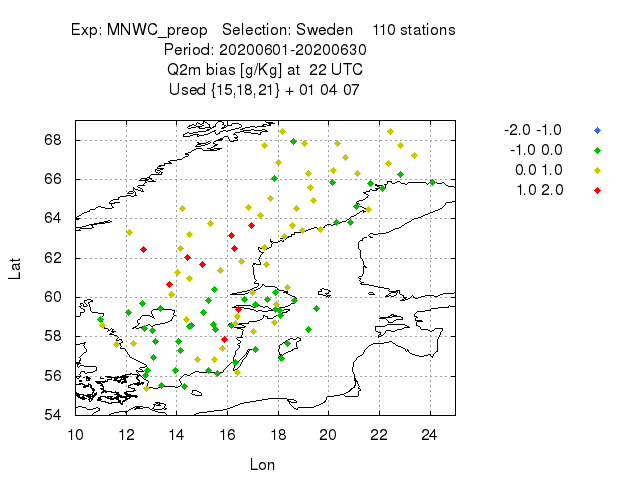 Exp: MNWC_preop   Selection: Sweden    110 stations
Period: 20200601-20200630
Q2m bias [g/Kg] at  22 UTC
Used {15,18,21} + 01 04 07
-2.0 -1.0
-1.0 0.0
0.0 1.0
1.0 2.0
68
66
64
62
60
58
56
54
Lat
10 12 14 16 18 20 22 24
Lon